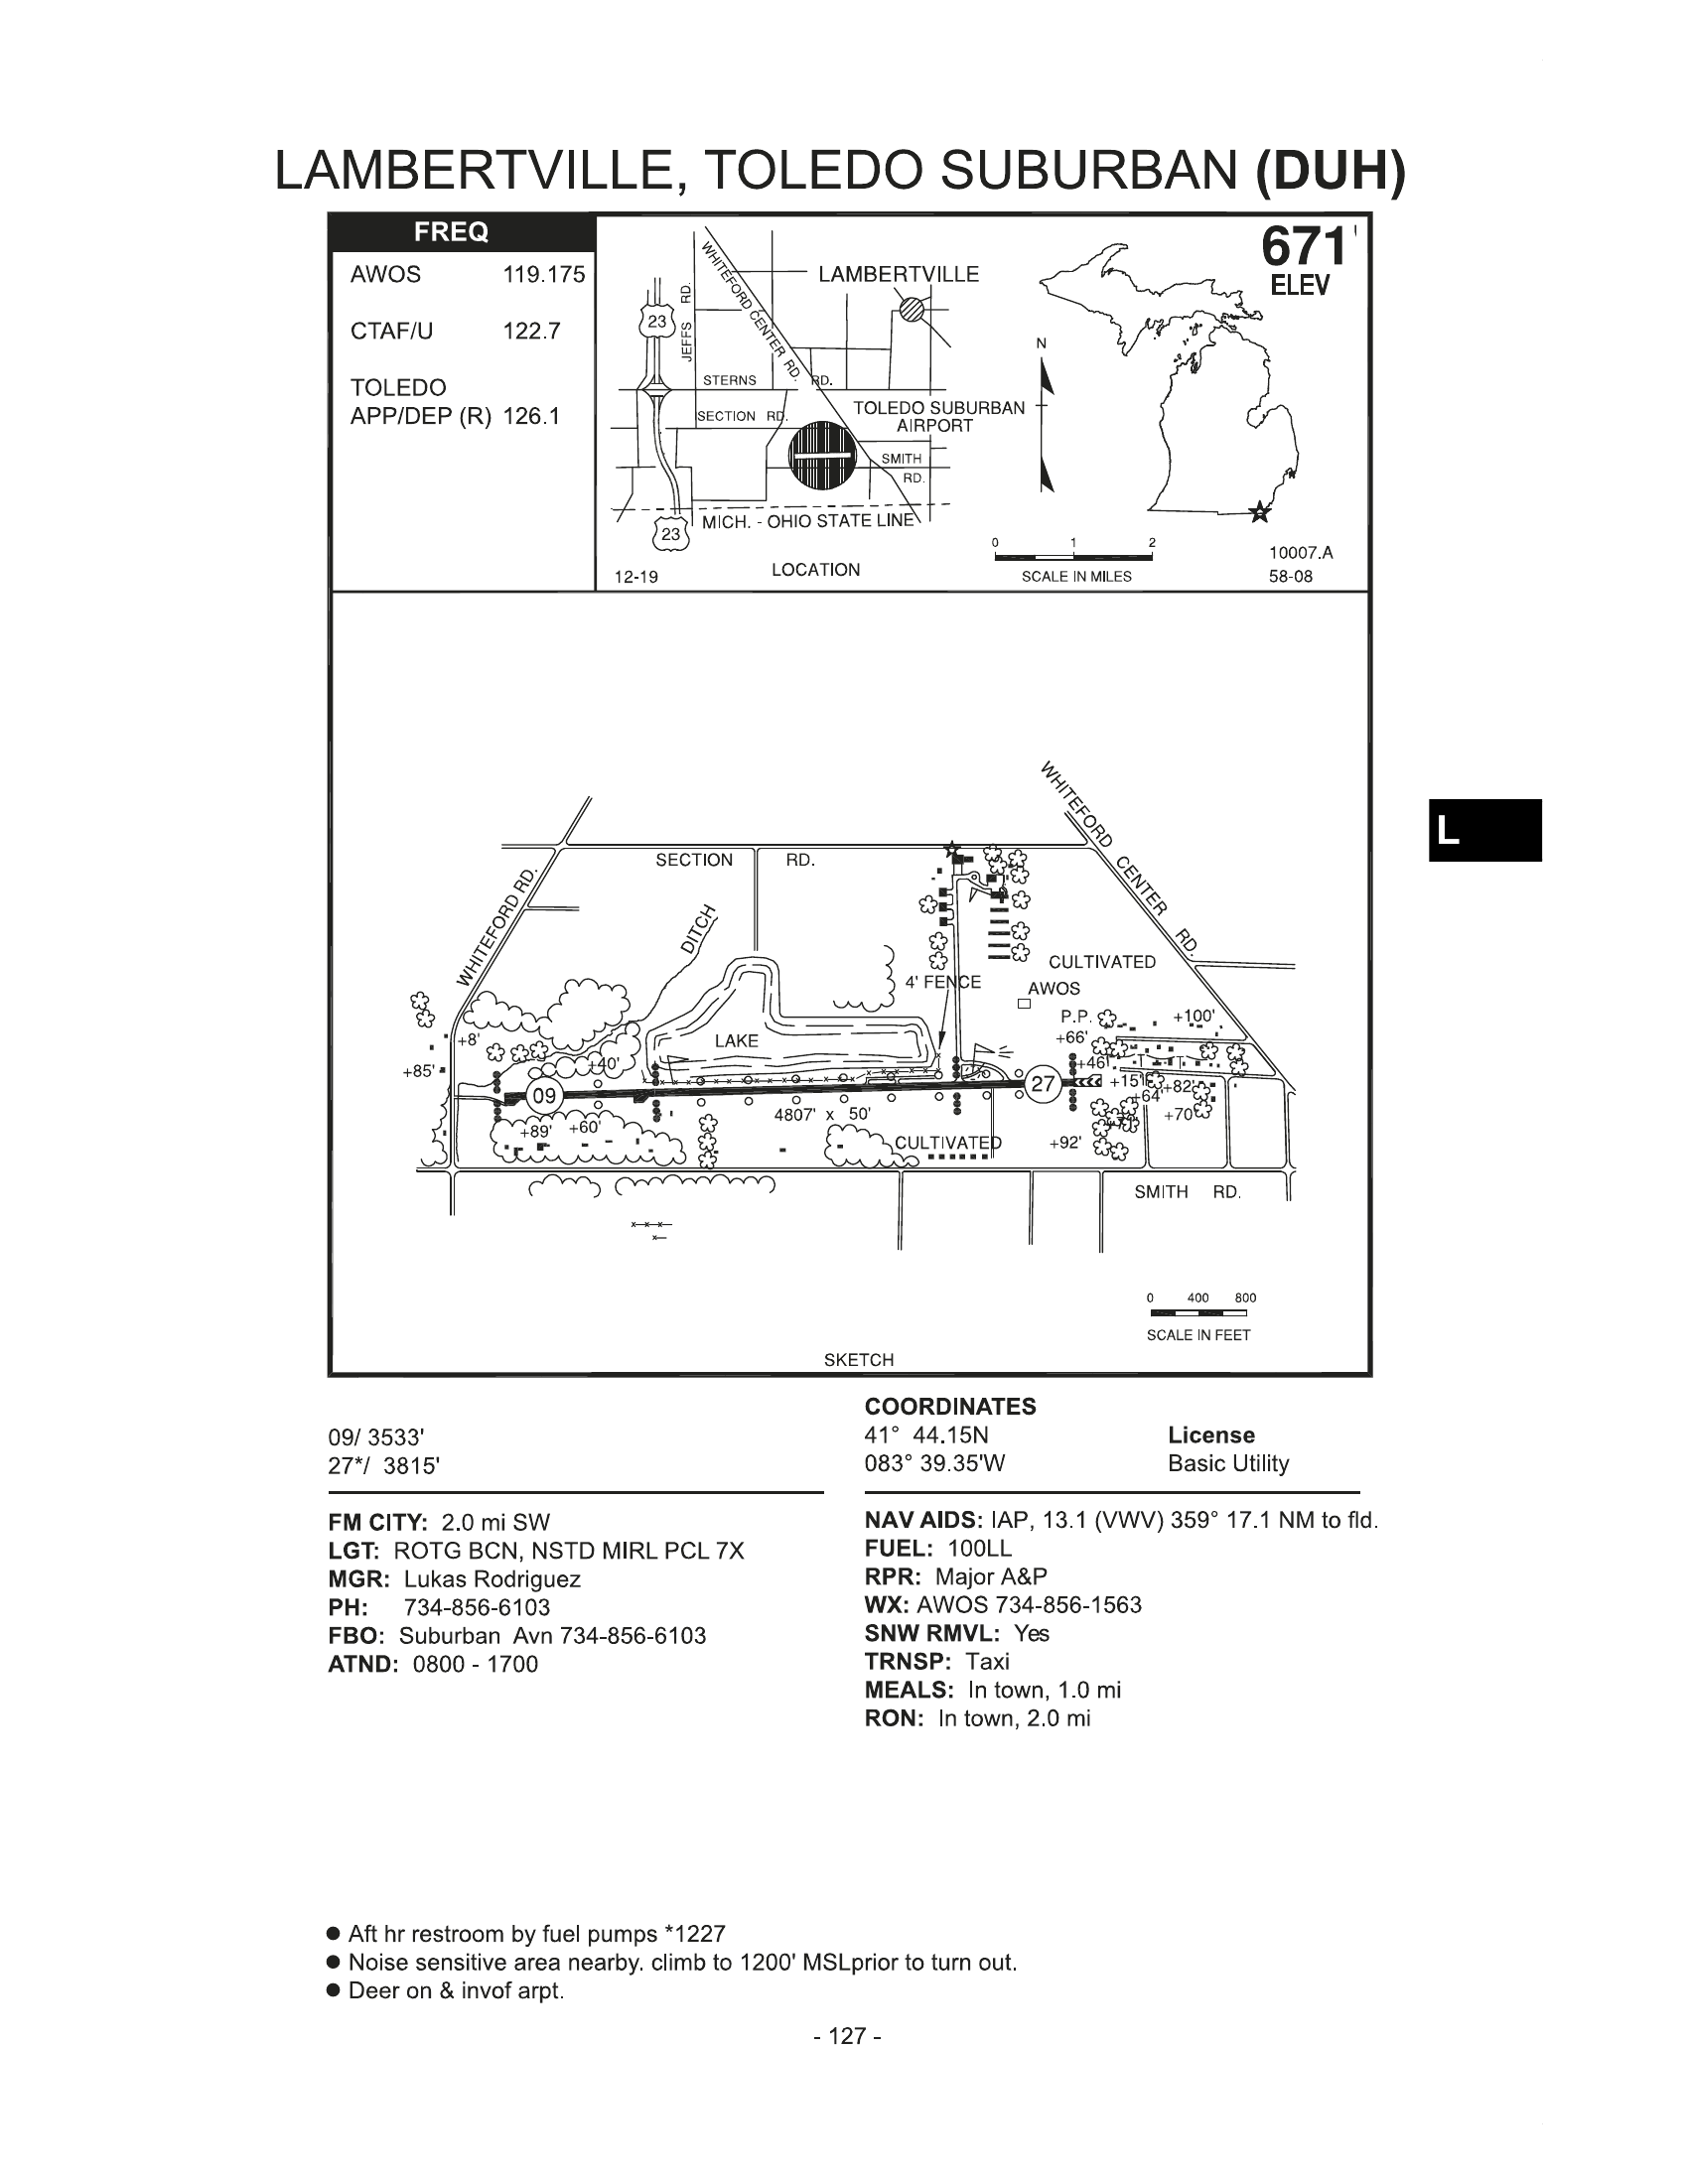 LAMBERTVILLE, TOLEDO SUBURBAN (DUH)
FREQ
AWOS 119.175
CTAF/U 122.7
TOLEDO
APP/DEP (R) 126.1
671'
ELEV
LAMBERTVILLE
WHITEFORD CENTER RD.
JEFFS RD.
23
STERNS RD.
SECTION RD.
TOLEDO SUBURBAN
AIRPORT
SMITH
RD.
MICH. - OHIO STATE LINE
23
N
0 1 2
SCALE IN MILES
LOCATION
12-19
10007.A
58-08
WHITEFORD CENTER RD.
SECTION RD.
WHITEFORD RD.
DITCH
CULTIVATED
4' FENCE
AWOS
P.P.
+100'
+66'
LAKE
+8'
+40'
+85'
+46'
T T
09
27
+15'
+82'
+64'
+70'
4807' x 50'
+89'
+60'
CULTIVATED
+92'
SMITH RD.
0 400 800
SCALE IN FEET
SKETCH
L
09/ 3533'
27*/ 3815'
COORDINATES
41° 44.15N
083° 39.35'W
License
Basic Utility
FM CITY: 2.0 mi SW
LGT: ROTG BCN, NSTD MIRL PCL 7X
MGR: Lukas Rodriguez
PH: 734-856-6103
FBO: Suburban Avn 734-856-6103
ATND: 0800 - 1700
NAV AIDS: IAP, 13.1 (VWV) 359° 17.1 NM to fld.
FUEL: 100LL
RPR: Major A&P
WX: AWOS 734-856-1563
SNW RMVL: Yes
TRNSP: Taxi
MEALS: In town, 1.0 mi
RON: In town, 2.0 mi
● Aft hr restroom by fuel pumps *1227
● Noise sensitive area nearby. climb to 1200' MSLprior to turn out.
● Deer on & invof arpt.
- 127 -